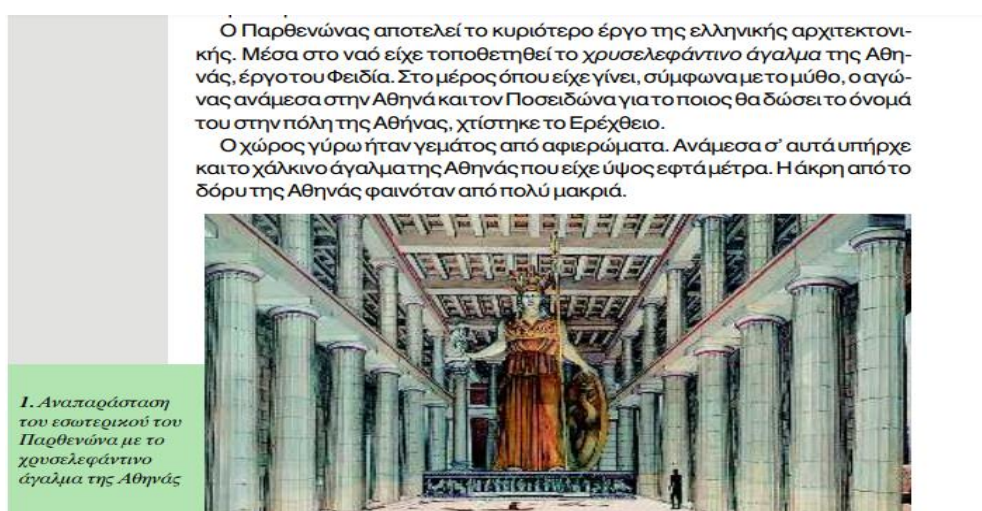 Ο Παρθενώνας αποτελεί το κυριότερο έργο της ελληνικής αρχιτεκτονι-
κής. Μέσα στο ναό είχε τοποθετηθεί το χρυσελεφάντινο άγαλμα της Αθη-
νάς, έργο του Φειδία. Στο μέρος όπου είχε γίνει, σύμφωνα με το μύθο, ο αγώ-
νας ανάμεσα στην Αθηνά και τον Ποσειδώνα για το ποιος θα δώσει το όνομά
του στην πόλη της Αθήνας, χτίστηκε το Ερέχθειο.
Ο χώρος γύρω ήταν γεμάτος από αφιερώματα. Ανάμεσα σ' αυτά υπήρχε
και το χάλκινο άγαλμα της Αθηνάς που είχε ύψος εφτά μέτρα. Η άκρη από το
δόρυ της Αθηνάς φαινόταν από πολύ μακριά.
1. Αναπαράσταση
του εσωτερικού του
Παρθενώνα με το
χρυσελεφάντινο
άγαλμα της Αθηνάς